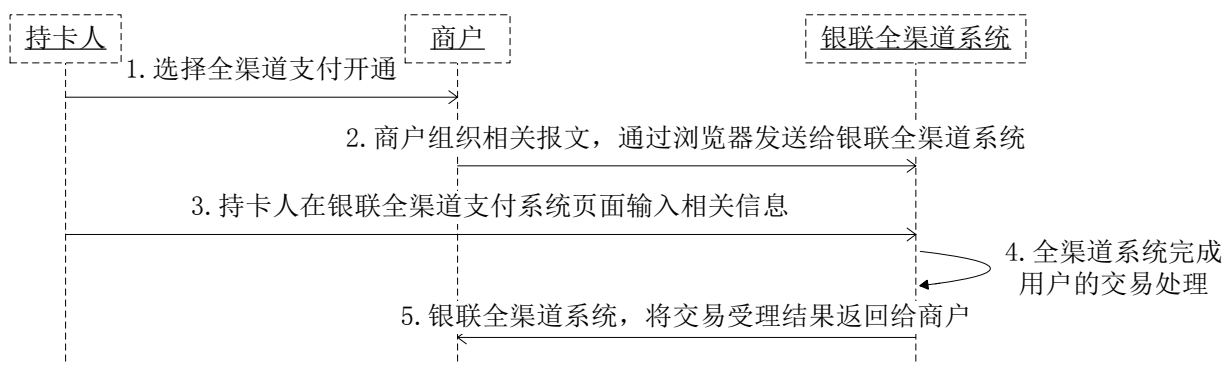 持卡人
商户
银联全渠道系统
1.选择全渠道支付开通
2.商户组织相关报文，通过浏览器发送给银联全渠道系统
3.持卡人在银联全渠道支付系统页面输入相关信息
4.全渠道系统完成
用户的交易处理
5.银联全渠道系统，将交易受理结果返回给商户